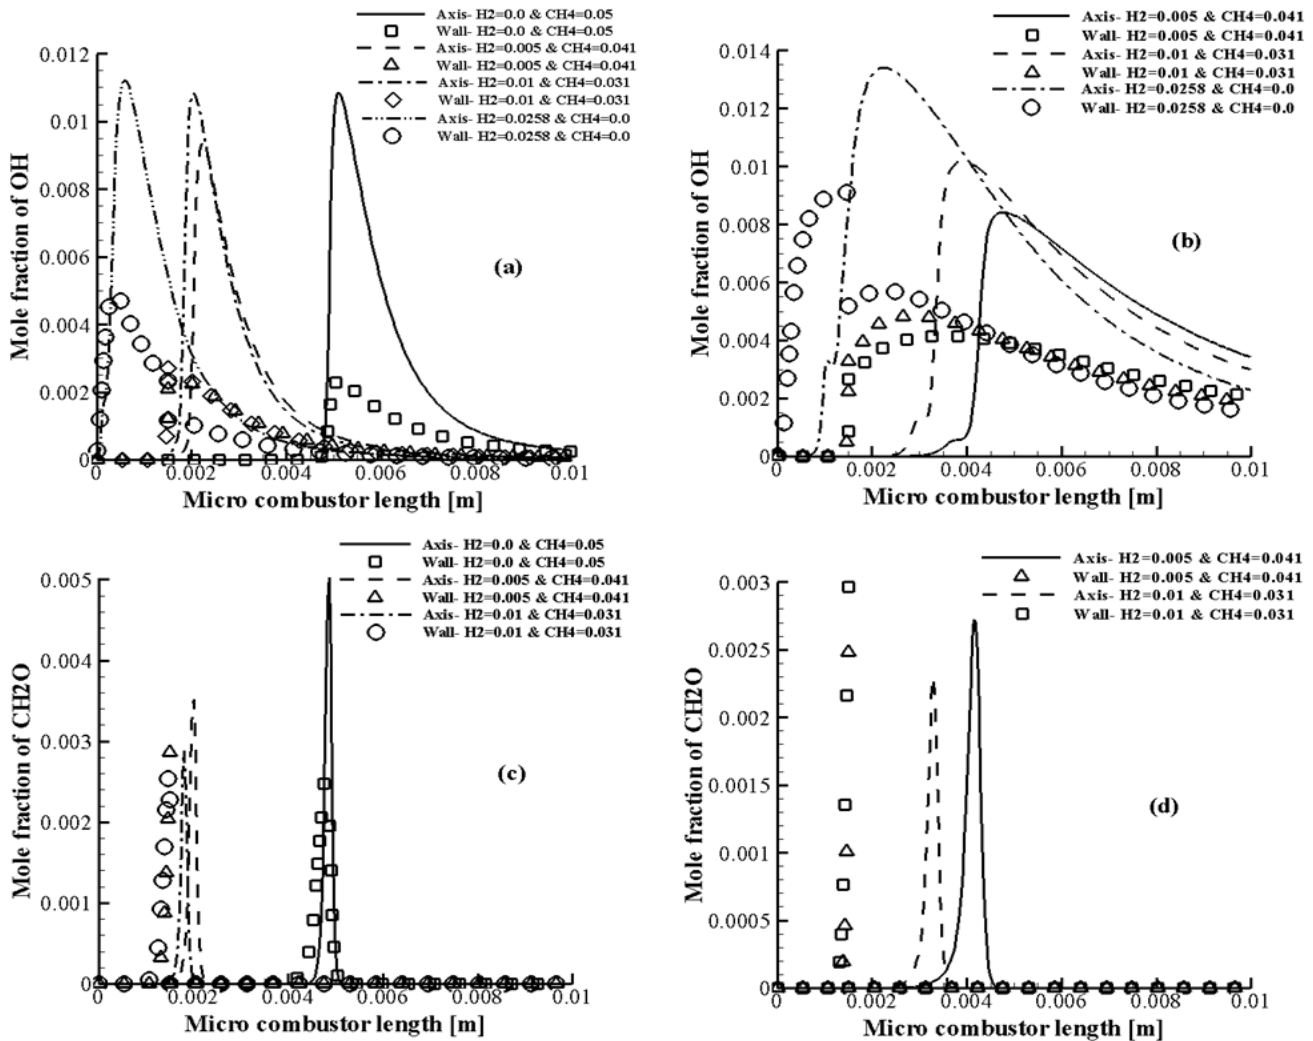 Axis- H2=0.0 & CH4=0.05
Wall- H2=0.0 & CH4=0.05
Axis- H2=0.005 & CH4=0.041
Wall- H2=0.005 & CH4=0.041
Axis- H2=0.01 & CH4=0.031
Wall- H2=0.01 & CH4=0.031
Axis- H2=0.0258 & CH4=0.0
Wall- H2=0.0258 & CH4=0.0
0.012
0.01
0.008
0.006
0.004
0.002
0
Mole fraction of OH
(a)
0 0.002 0.004 0.006 0.008 0.01
Micro combustor length [m]
Axis- H2=0.005 & CH4=0.041
Wall- H2=0.005 & CH4=0.041
Axis- H2=0.01 & CH4=0.031
Wall- H2=0.01 & CH4=0.031
Axis- H2=0.0258 & CH4=0.0
Wall- H2=0.0258 & CH4=0.0
0.014
0.012
0.01
0.008
0.006
0.004
0.002
0
Mole fraction of OH
(b)
0 0.002 0.004 0.006 0.008 0.01
Micro combustor length [m]
Axis- H2=0.0 & CH4=0.05
Wall- H2=0.0 & CH4=0.05
Axis- H2=0.005 & CH4=0.041
Wall- H2=0.005 & CH4=0.041
Axis- H2=0.01 & CH4=0.031
Wall- H2=0.01 & CH4=0.031
0.005
0.004
0.003
0.002
0.001
0
Mole fraction of CH2O
(c)
0 0.002 0.004 0.006 0.008 0.01
Micro combustor length [m]
Axis- H2=0.005 & CH4=0.041
Wall- H2=0.005 & CH4=0.041
Axis- H2=0.01 & CH4=0.031
Wall- H2=0.01 & CH4=0.031
0.003
0.0025
0.002
0.0015
0.001
0.0005
0
Mole fraction of CH2O
(d)
0 0.002 0.004 0.006 0.008 0.01
Micro combustor length [m]